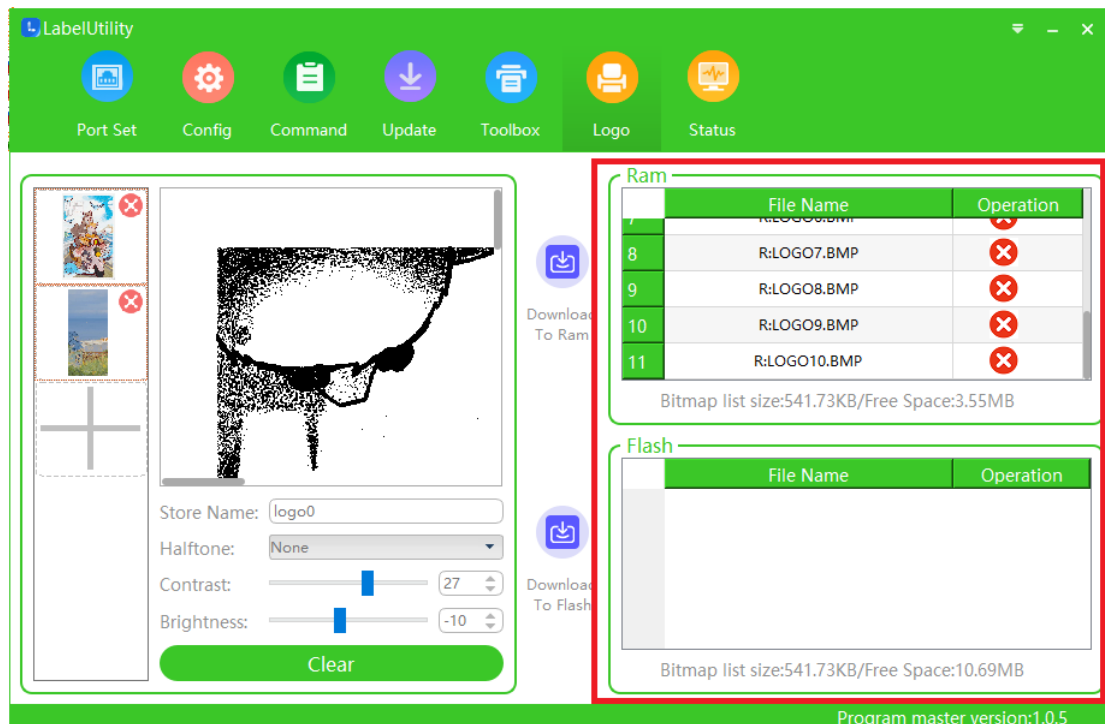 LabelUtility
Port Set
Config
Command
Update
Toolbox
Logo
Status
Store Name:
logo0
Halftone:
None
Contrast:
27
Brightness:
-10
Clear
Download
To Ram
Download
To Flash
Ram
File Name Operation
7 R:LOGO6.BMP
8 R:LOGO7.BMP
9 R:LOGO8.BMP
10 R:LOGO9.BMP
11 R:LOGO10.BMP
Bitmap list size:541.73KB/Free Space:3.55MB
Flash
File Name Operation
Bitmap list size:541.73KB/Free Space:10.69MB
Program master version:1.0.5